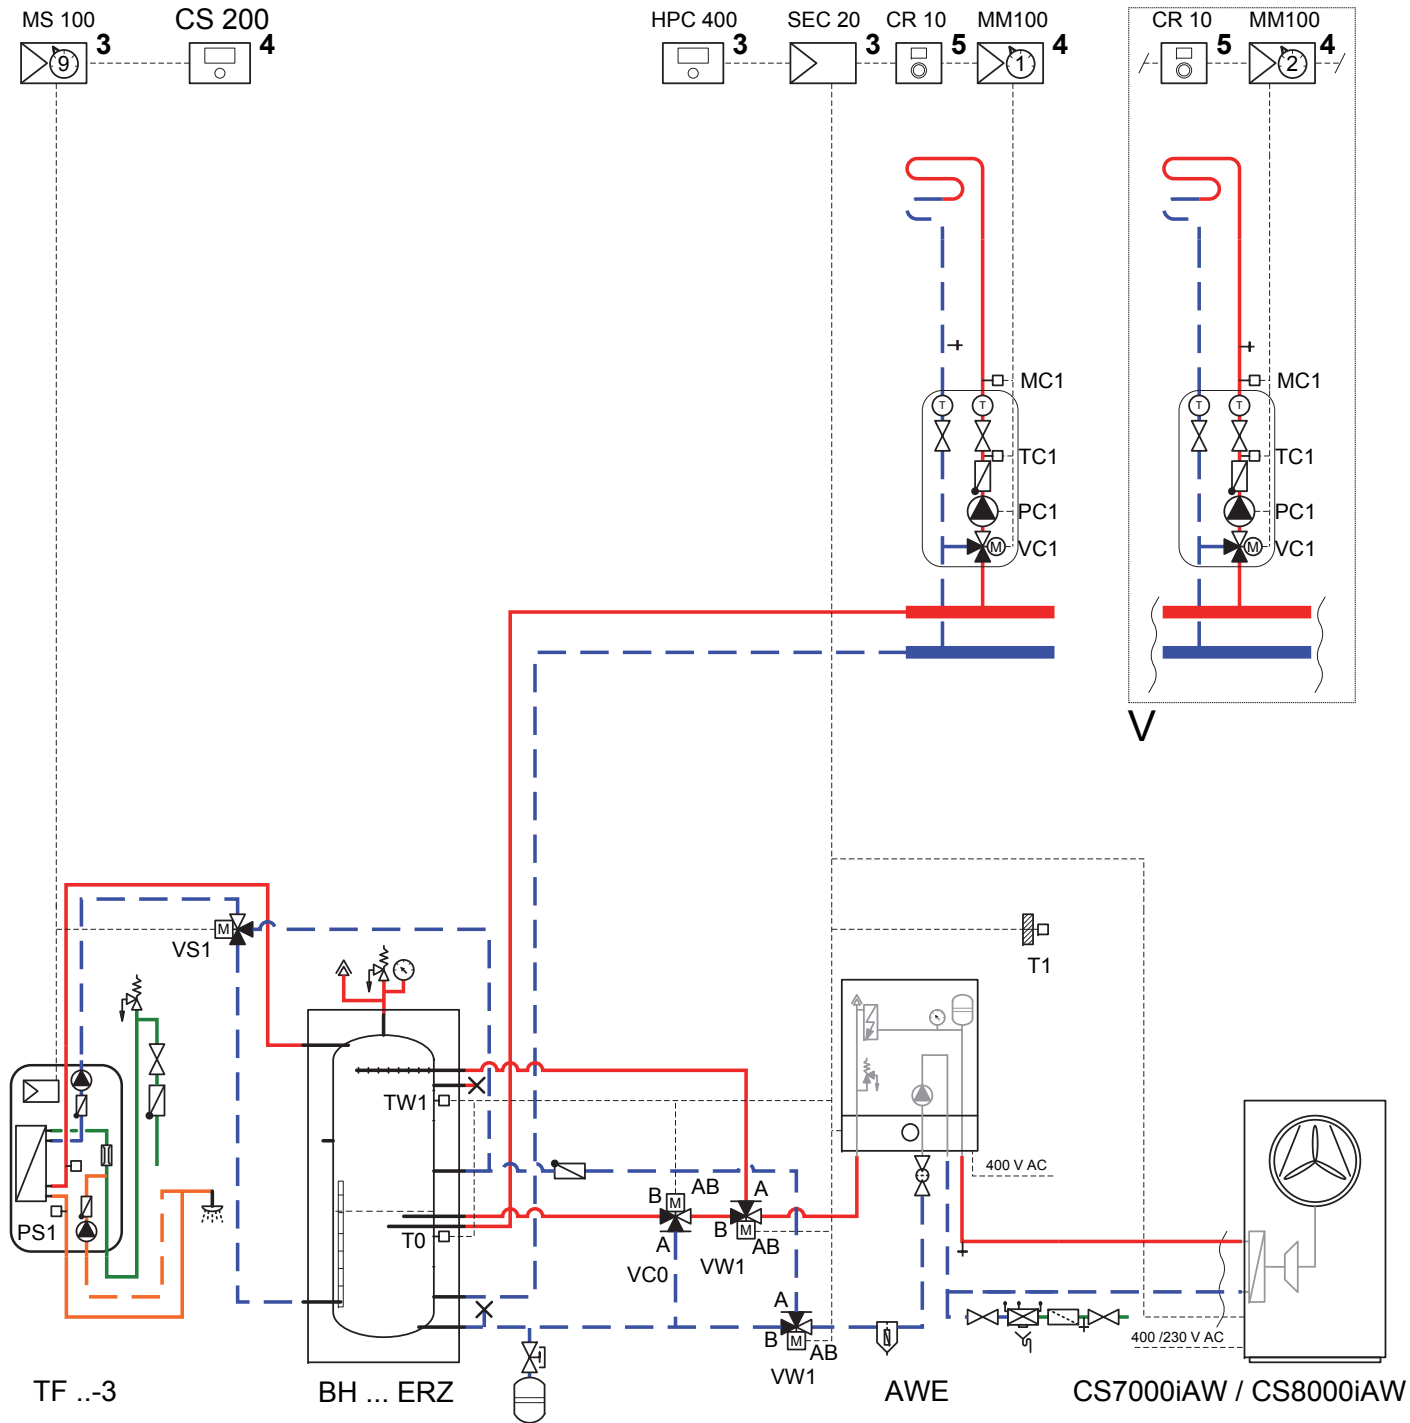 MS 100 CS 200 HPC 400 SEC 20 CR 10 MM100 CR 10 MM100
3 4 3 3 5 4 5 4
9 1 2
MC1 MC1
T T T T
TC1 TC1
PC1 PC1
M VC1 M VC1
V
M
VS1
T1
TW1
400 V AC
B M AB A
PS1 T0 A B M AB
VC0 VW1
A
B M AB
400 /230 V AC
VW1
TF ..-3 BH ... ERZ AWE CS7000iAW / CS8000iAW